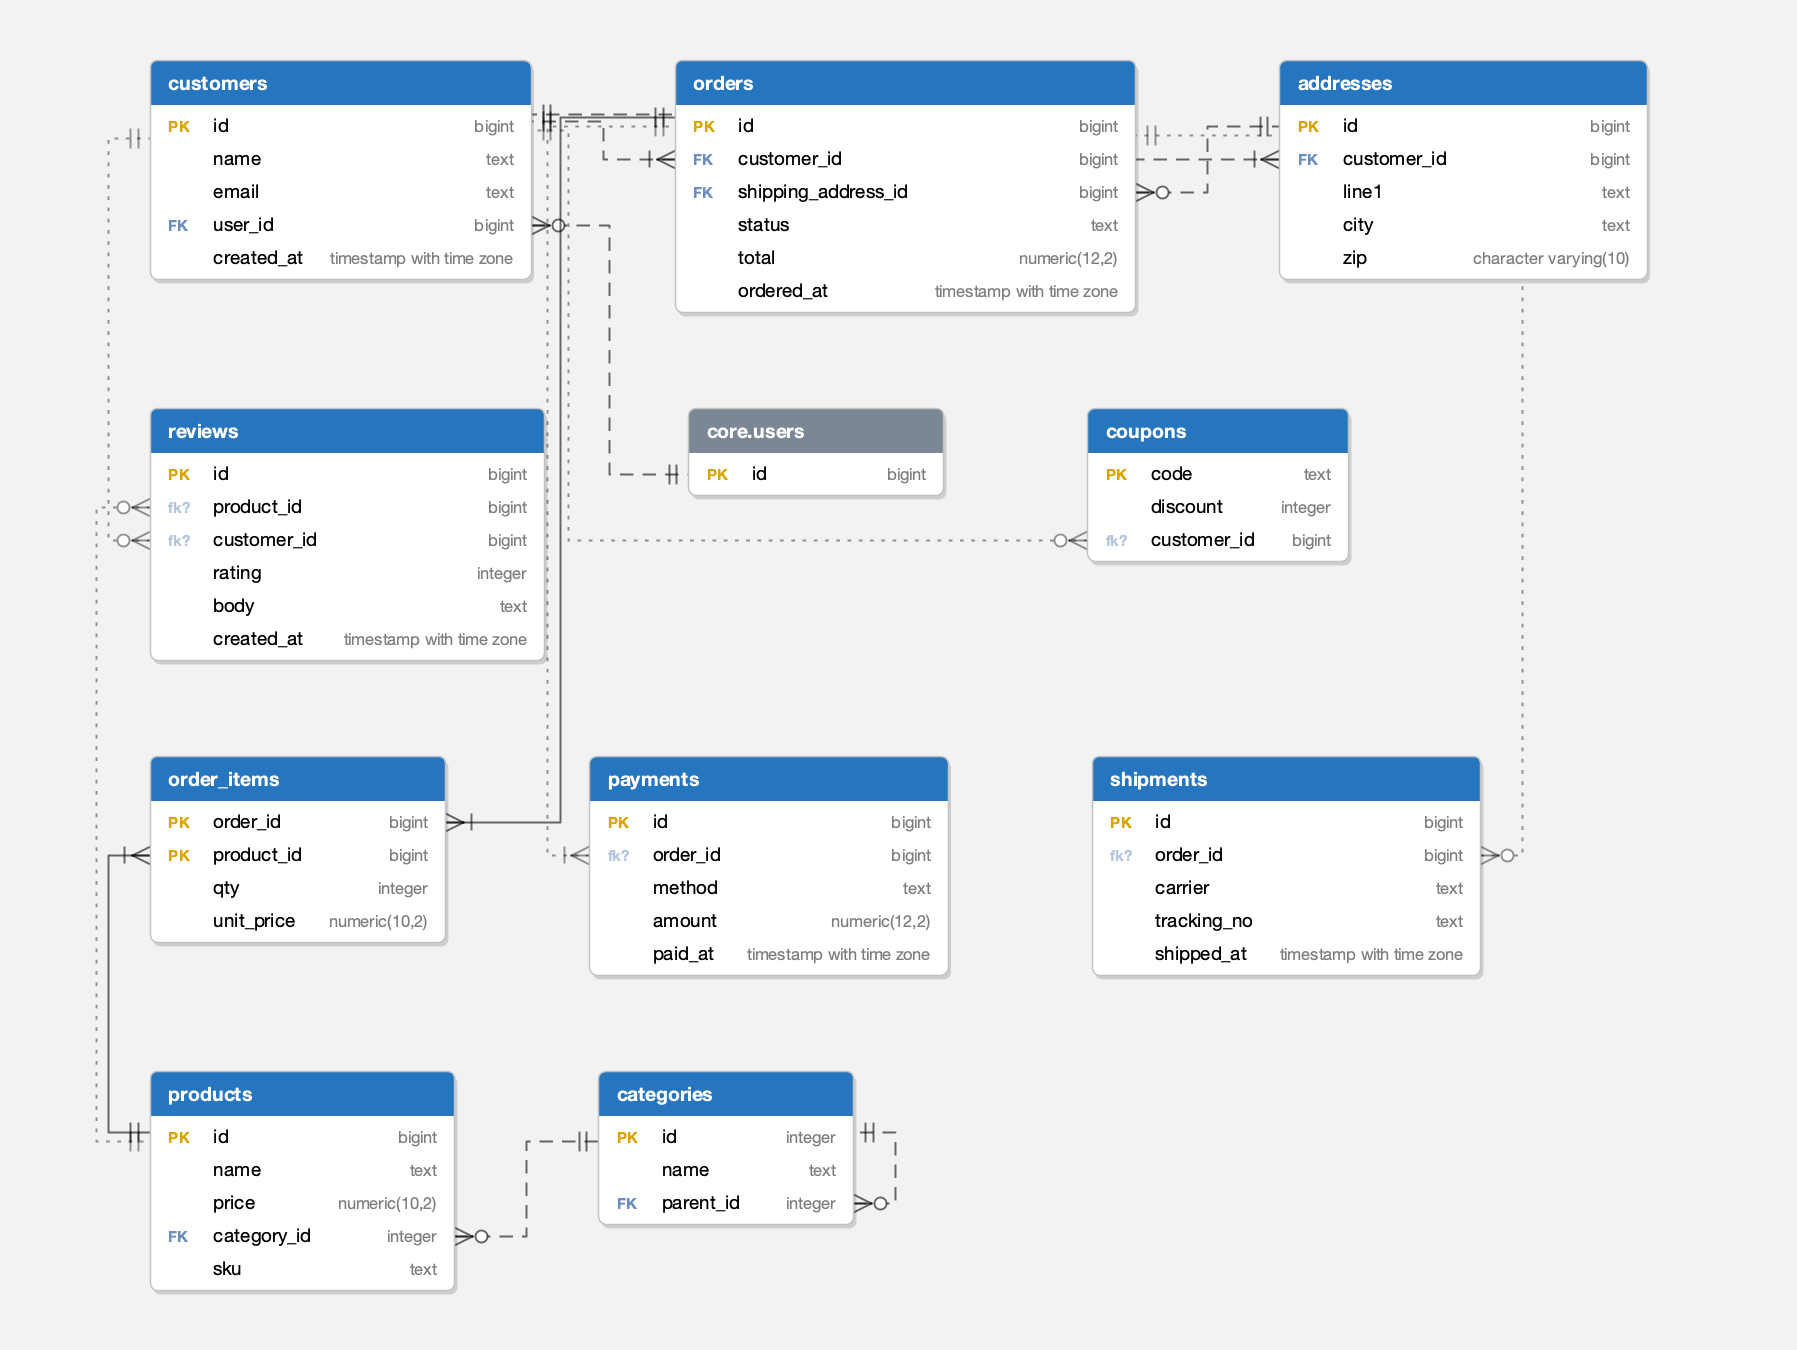 customers
PK id bigint
name text
email text
FK user_id bigint
created_at timestamp with time zone
orders
PK id bigint
FK customer_id bigint
FK shipping_address_id bigint
status text
total numeric(12,2)
ordered_at timestamp with time zone
addresses
PK id bigint
FK customer_id bigint
line1 text
city text
zip character varying(10)
reviews
PK id bigint
fk? product_id bigint
fk? customer_id bigint
rating integer
body text
created_at timestamp with time zone
core.users
PK id bigint
coupons
PK code text
discount integer
fk? customer_id bigint
order_items
PK order_id bigint
PK product_id bigint
qty integer
unit_price numeric(10,2)
payments
PK id bigint
fk? order_id bigint
method text
amount numeric(12,2)
paid_at timestamp with time zone
shipments
PK id bigint
fk? order_id bigint
carrier text
tracking_no text
shipped_at timestamp with time zone
products
PK id bigint
name text
price numeric(10,2)
FK category_id integer
sku text
categories
PK id integer
name text
FK parent_id integer